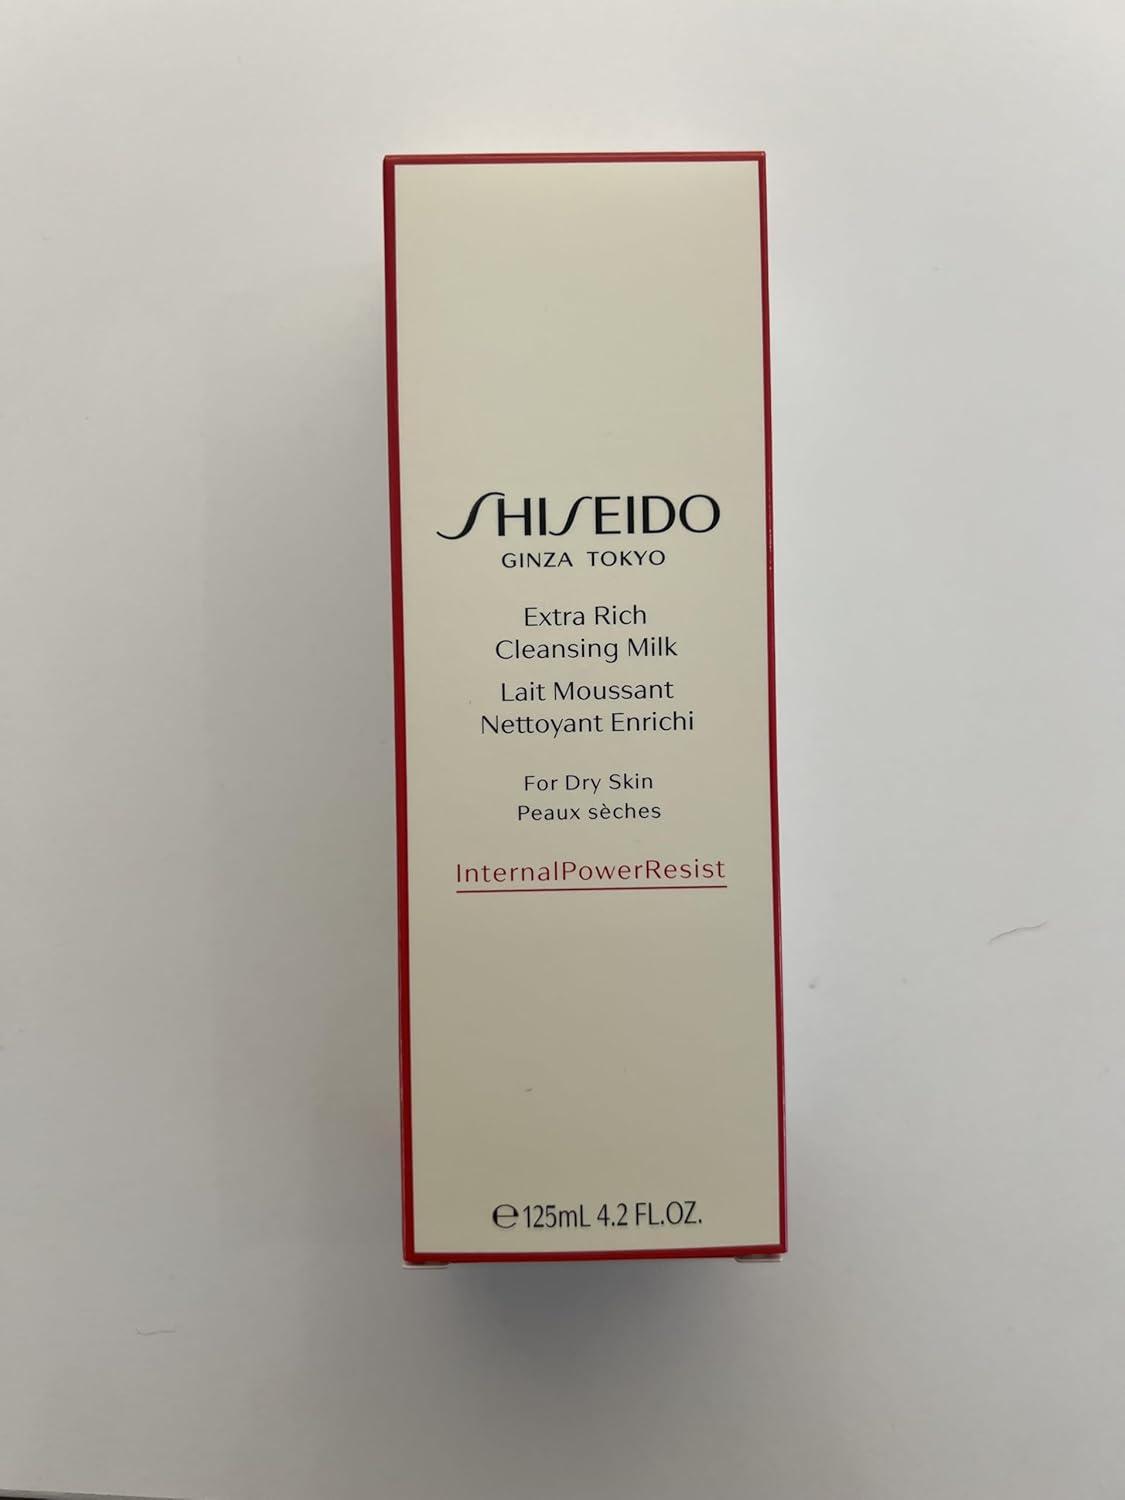 SHISEIDO
GINZA TOKYO
Extra Rich
Cleansing Milk
Lait Moussant
Nettoyant Enrichi
For Dry Skin
Peaux sèches
InternalPowerResist
℮125mL 4.2 FL.OZ.